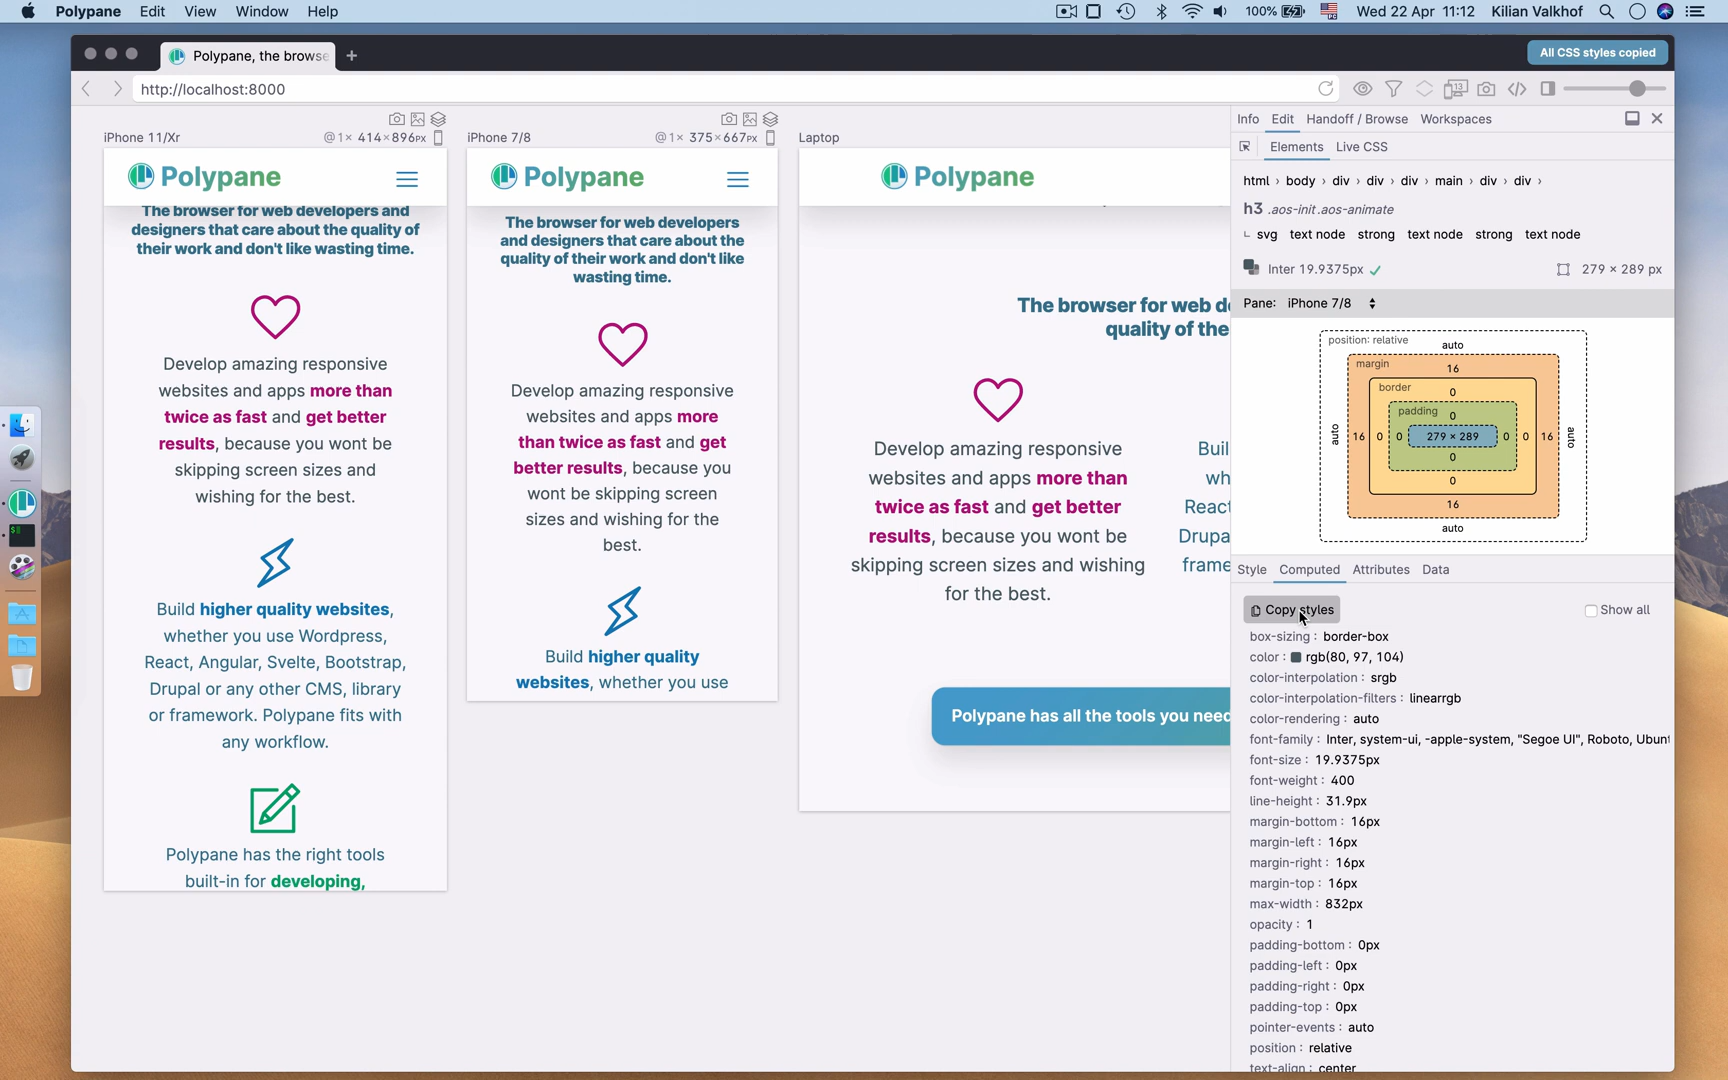 Polypane Edit View Window Help
100% Wed 22 Apr 11:12 Kilian Valkhof
Polypane, the browse
All CSS styles copied
http://localhost:8000
13
iPhone 11/Xr @1× 414×896px
Polypane
The browser for web developers and
designers that care about the quality of
their work and don't like wasting time.
Develop amazing responsive
websites and apps more than
twice as fast and get better
results, because you wont be
skipping screen sizes and
wishing for the best.
Build higher quality websites,
whether you use Wordpress,
React, Angular, Svelte, Bootstrap,
Drupal or any other CMS, library
or framework. Polypane fits with
any workflow.
Polypane has the right tools
built-in for developing,
iPhone 7/8 @1× 375×667px
Polypane
The browser for web developers
and designers that care about the
quality of their work and don't like
wasting time.
Develop amazing responsive
websites and apps more
than twice as fast and get
better results, because you
wont be skipping screen
sizes and wishing for the
best.
Build higher quality
websites, whether you use
Laptop
Polypane
The browser for web d
quality of the
Develop amazing responsive
websites and apps more than
twice as fast and get better
results, because you wont be
skipping screen sizes and wishing
for the best.
Buil
wh
React
Drupa
frame
Polypane has all the tools you need
Info Edit Handoff / Browse Workspaces
Elements Live CSS
html › body › div › div › div › main › div › div ›
h3 .aos-init.aos-animate
svg text node strong text node strong text node
Inter 19.9375px 279 × 289 px
Pane: iPhone 7/8
position: relative
auto
margin
16
border
0
padding
0
auto 16 0 0 279 × 289 0 0 16 auto
0
0
16
auto
Style Computed Attributes Data
Copy styles Show all
box-sizing : border-box
color : rgb(80, 97, 104)
color-interpolation : srgb
color-interpolation-filters : linearrgb
color-rendering : auto
font-family : Inter, system-ui, -apple-system, "Segoe UI", Roboto, Ubunt
font-size : 19.9375px
font-weight : 400
line-height : 31.9px
margin-bottom : 16px
margin-left : 16px
margin-right : 16px
margin-top : 16px
max-width : 832px
opacity : 1
padding-bottom : 0px
padding-left : 0px
padding-right : 0px
padding-top : 0px
pointer-events : auto
position : relative
text-align : center